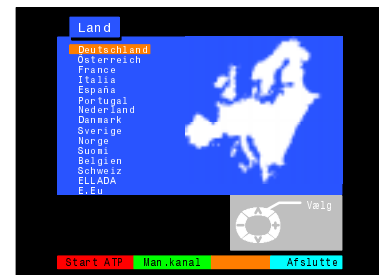 Land
Deutschland
Österreich
France
Italia
España
Portugal
Nederland
Danmark
Sverige
Norge
Suomi
Belgien
Schweiz
ELLADA
E.Eu
Vælg
Start ATP Man.kanal Afslutte